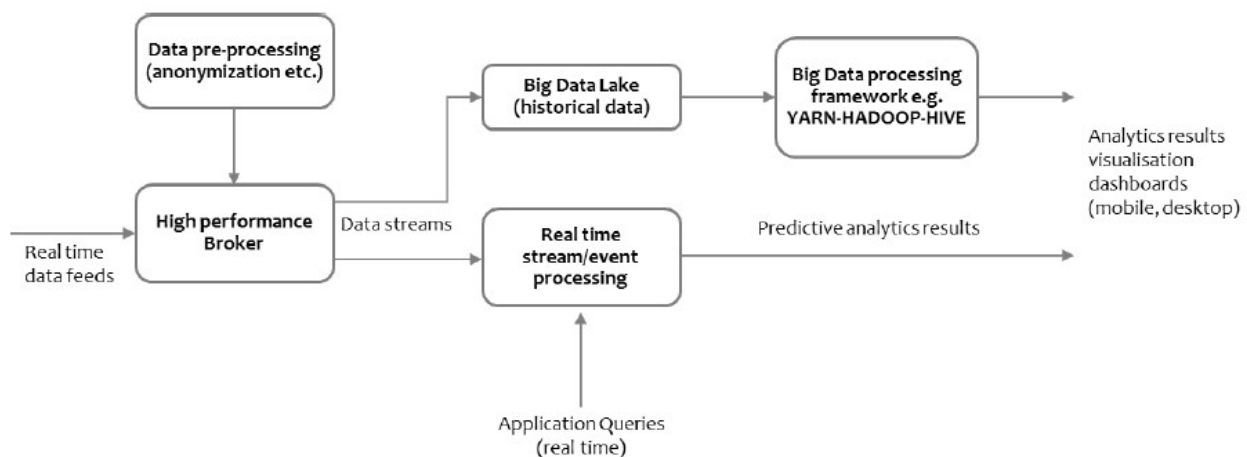 Data pre-processing
(anonymization etc.)
Big Data Lake
(historical data)
Big Data processing
framework e.g.
YARN-HADOOP-HIVE
Analytics results
visualisation
dashboards
(mobile, desktop)
High performance
Broker
Data streams
Real time
data feeds
Real time
stream/event
processing
Predictive analytics results
Application Queries
(real time)